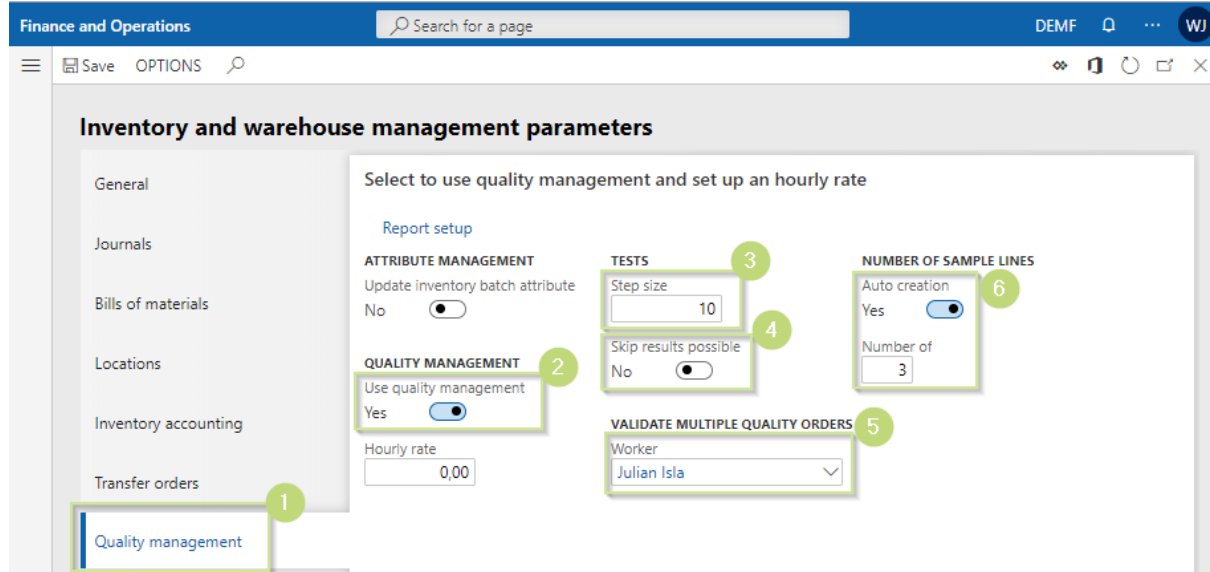 Finance and Operations
Search for a page
DEMF
WJ
Save OPTIONS
Inventory and warehouse management parameters
General
Journals
Bills of materials
Locations
Inventory accounting
Transfer orders
1
Quality management
Select to use quality management and set up an hourly rate
Report setup
ATTRIBUTE MANAGEMENT
Update inventory batch attribute
No
QUALITY MANAGEMENT
2
Use quality management
Yes
Hourly rate
0,00
TESTS
3
Step size
10
4
Skip results possible
No
VALIDATE MULTIPLE QUALITY ORDERS
5
Worker
Julian Isla
NUMBER OF SAMPLE LINES
Auto creation
6
Yes
Number of
3